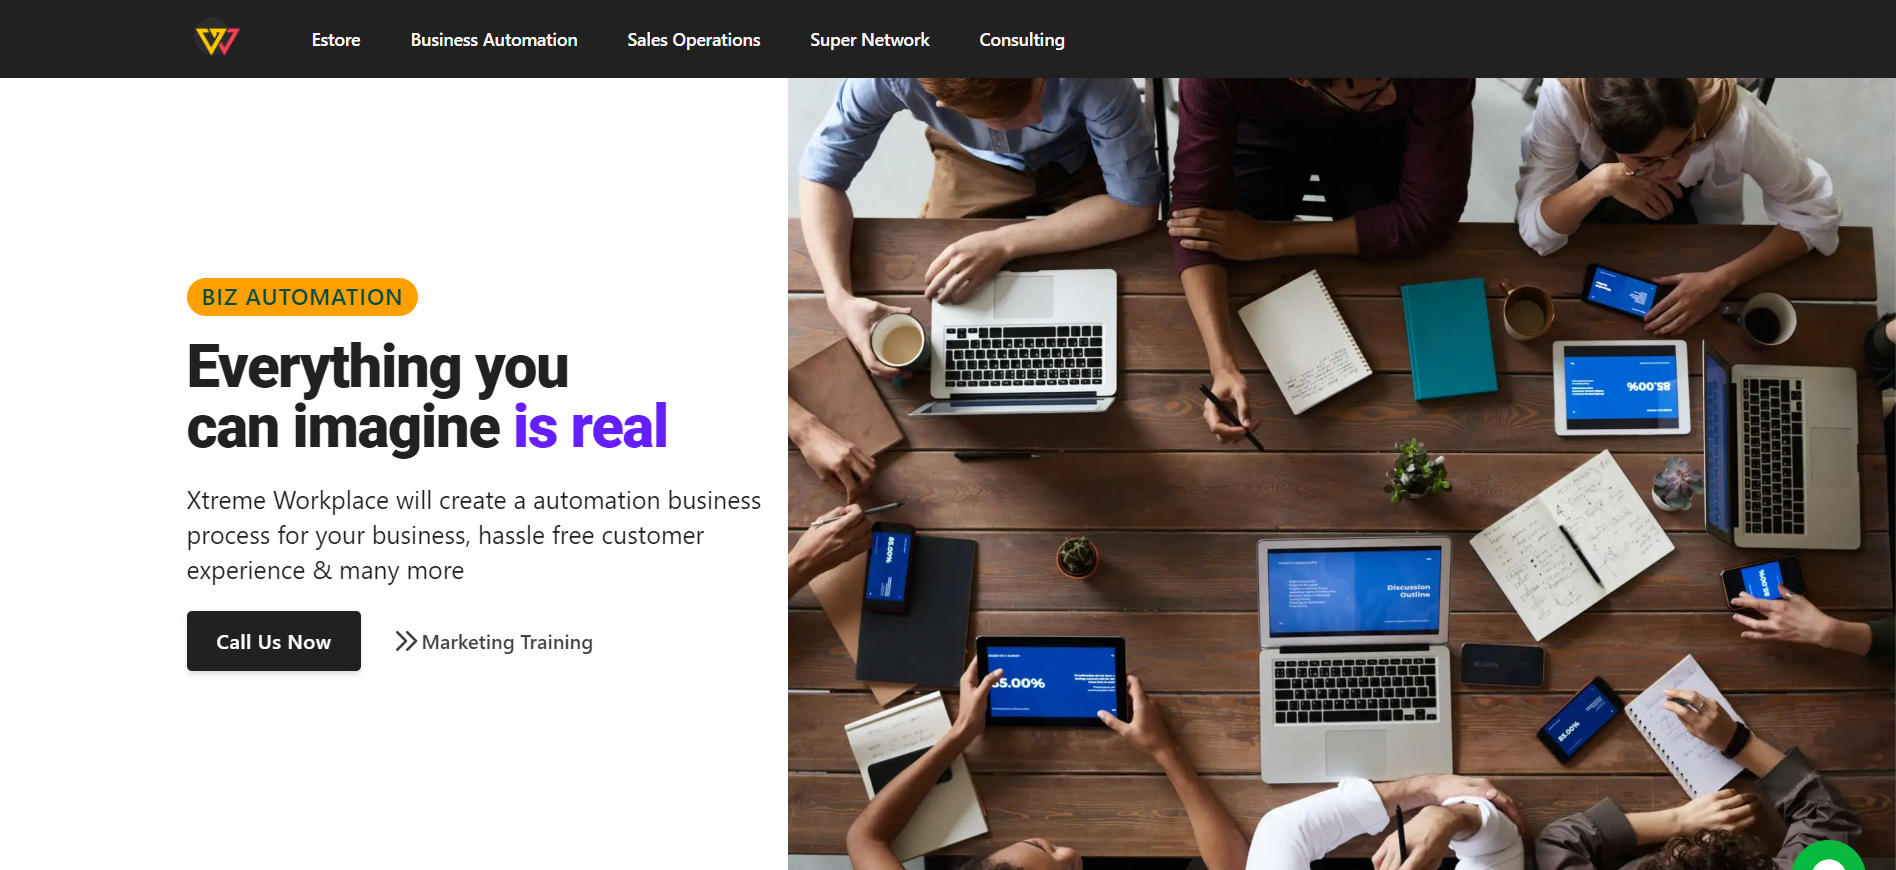 Estore
Business Automation
Sales Operations
Super Network
Consulting
BIZ AUTOMATION
Everything you
can imagine is real
Xtreme Workplace will create a automation business
process for your business, hassle free customer
experience & many more
Call Us Now
Marketing Training
85.00%
85.00%
Discussion
Outline
85.00%
85.00%
85.00%